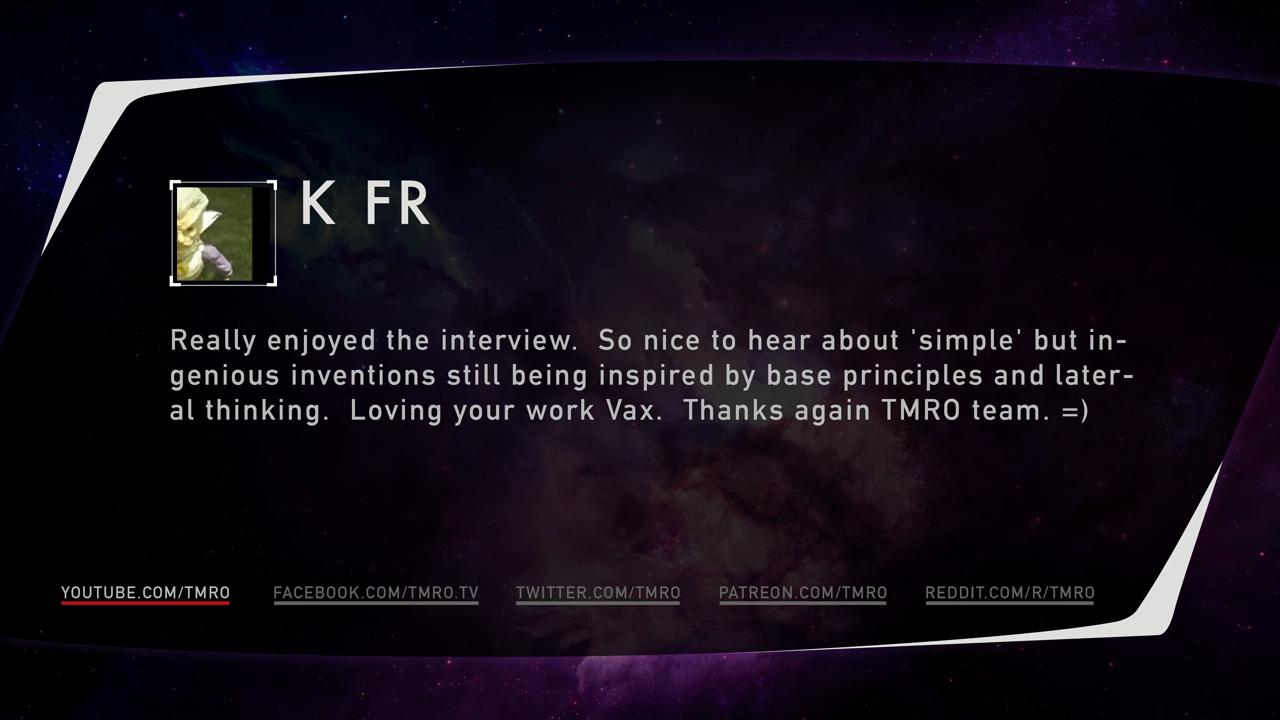 K FR
Really enjoyed the interview.  So nice to hear about 'simple' but in-
genious inventions still being inspired by base principles and later-
al thinking.  Loving your work Vax.  Thanks again TMRO team. =)
YOUTUBE.COM/TMRO FACEBOOK.COM/TMRO.TV TWITTER.COM/TMRO PATREON.COM/TMRO REDDIT.COM/R/TMRO